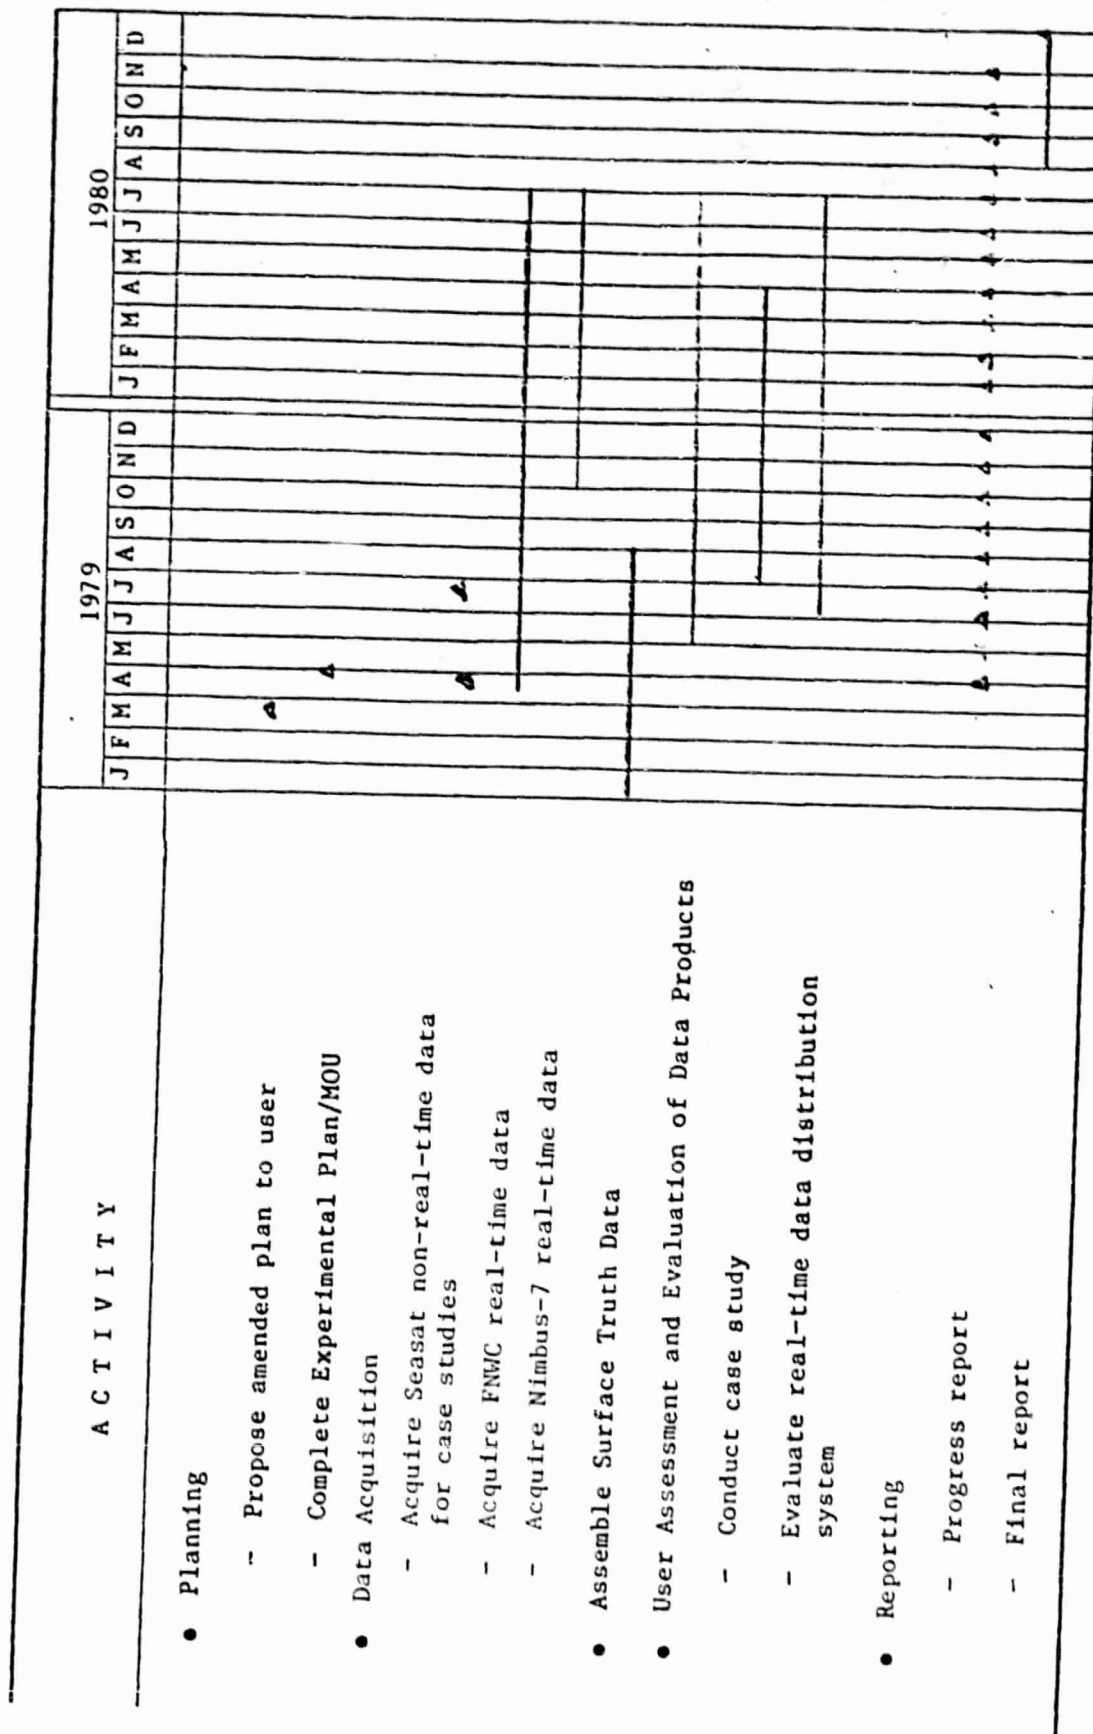 A C T I V I T Y
1979
1980
J F M A M J J A S O N D
J F M A M J J A S O N D
● Planning
- Propose amended plan to user
- Complete Experimental Plan/MOU
● Data Acquisition
- Acquire Seasat non-real-time data
for case studies
- Acquire FNWC real-time data
- Acquire Nimbus-7 real-time data
● Assemble Surface Truth Data
● User Assessment and Evaluation of Data Products
- Conduct case study
- Evaluate real-time data distribution
system
● Reporting
- Progress report
- Final report